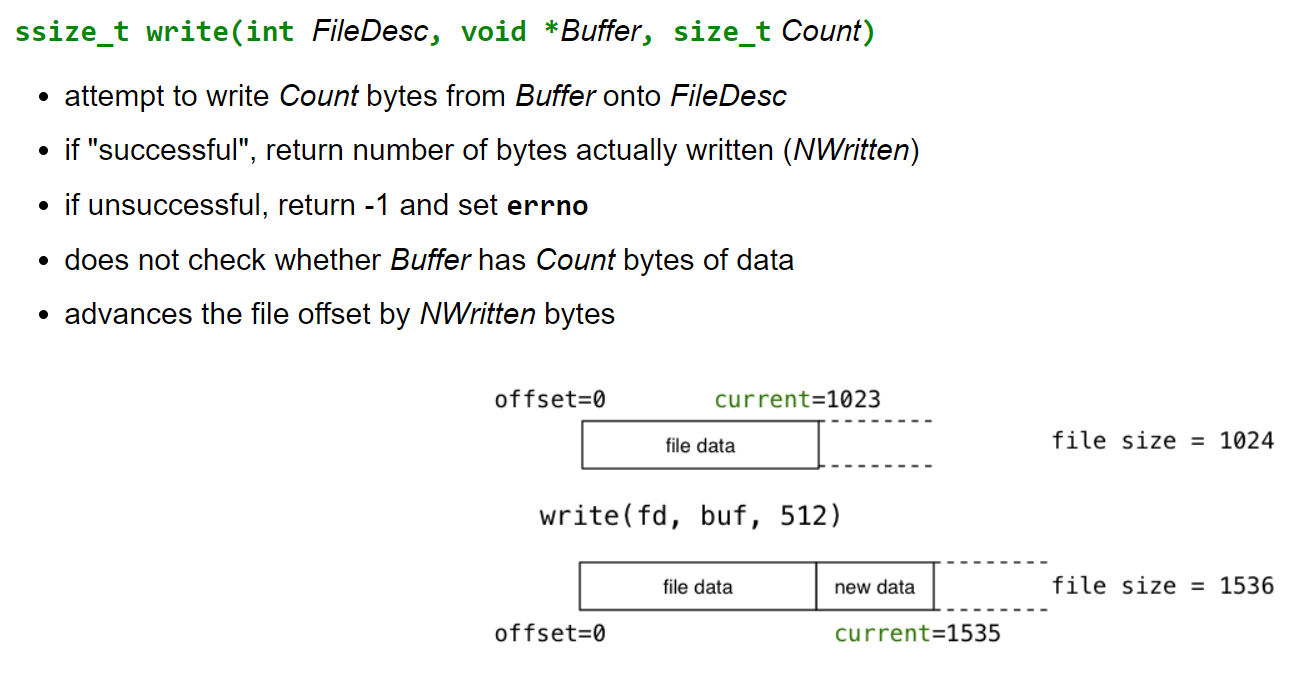 ssize_t write(int FileDesc, void *Buffer, size_t Count)
• attempt to write Count bytes from Buffer onto FileDesc
• if "successful", return number of bytes actually written (NWritten)
• if unsuccessful, return -1 and set errno
• does not check whether Buffer has Count bytes of data
• advances the file offset by NWritten bytes
offset=0 current=1023
file data file size = 1024
write(fd, buf, 512)
file data new data file size = 1536
offset=0 current=1535